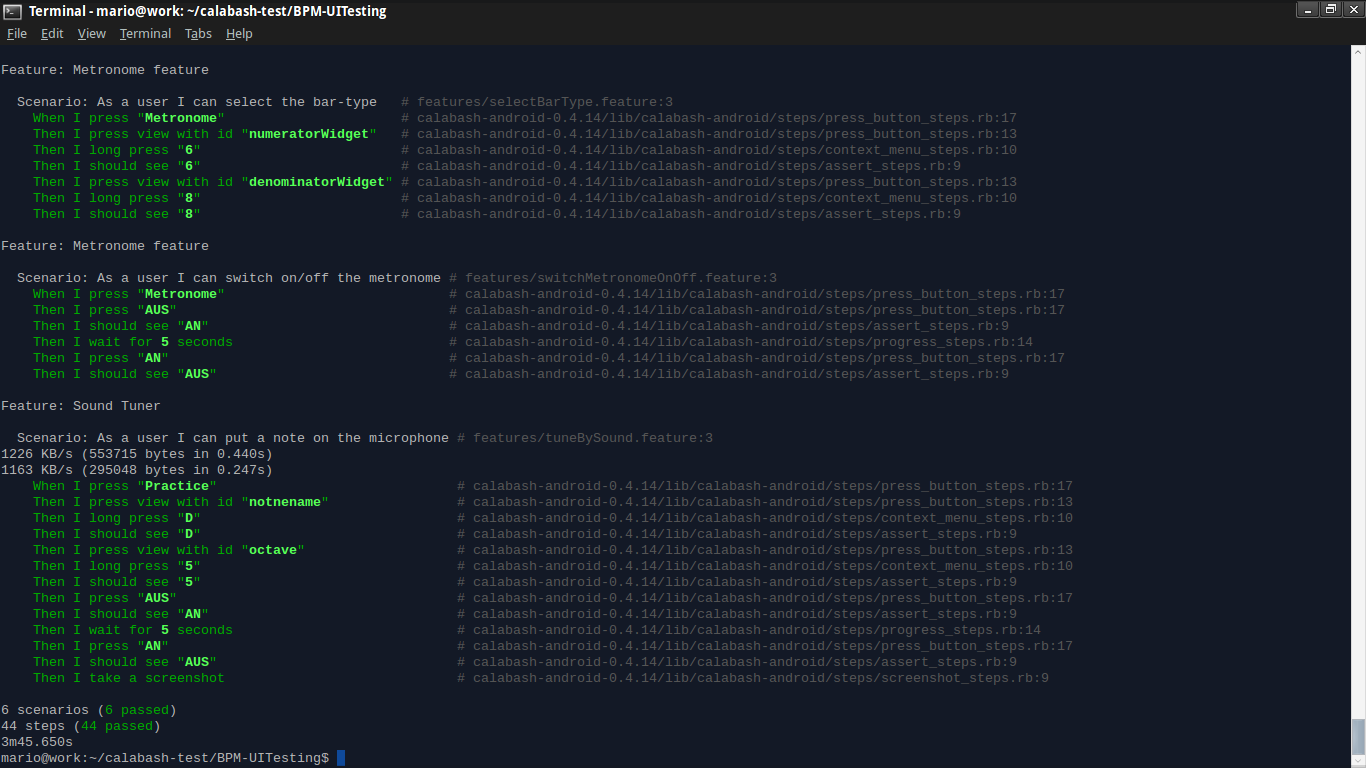 Terminal - mario@work: ~/calabash-test/BPM-UITesting
File Edit View Terminal Tabs Help
Feature: Metronome feature
Scenario: As a user I can select the bar-type # features/selectBarType.feature:3
When I press "Metronome" # calabash-android-0.4.14/lib/calabash-android/steps/press_button_steps.rb:17
Then I press view with id "numeratorWidget" # calabash-android-0.4.14/lib/calabash-android/steps/press_button_steps.rb:13
Then I long press "6" # calabash-android-0.4.14/lib/calabash-android/steps/context_menu_steps.rb:10
Then I should see "6" # calabash-android-0.4.14/lib/calabash-android/steps/assert_steps.rb:9
Then I press view with id "denominatorWidget" # calabash-android-0.4.14/lib/calabash-android/steps/press_button_steps.rb:13
Then I long press "8" # calabash-android-0.4.14/lib/calabash-android/steps/context_menu_steps.rb:10
Then I should see "8" # calabash-android-0.4.14/lib/calabash-android/steps/assert_steps.rb:9
Feature: Metronome feature
Scenario: As a user I can switch on/off the metronome # features/switchMetronomeOnOff.feature:3
When I press "Metronome" # calabash-android-0.4.14/lib/calabash-android/steps/press_button_steps.rb:17
Then I press "AUS" # calabash-android-0.4.14/lib/calabash-android/steps/press_button_steps.rb:17
Then I should see "AN" # calabash-android-0.4.14/lib/calabash-android/steps/assert_steps.rb:9
Then I wait for 5 seconds # calabash-android-0.4.14/lib/calabash-android/steps/progress_steps.rb:14
Then I press "AN" # calabash-android-0.4.14/lib/calabash-android/steps/press_button_steps.rb:17
Then I should see "AUS" # calabash-android-0.4.14/lib/calabash-android/steps/assert_steps.rb:9
Feature: Sound Tuner
Scenario: As a user I can put a note on the microphone # features/tuneBySound.feature:3
1226 KB/s (553715 bytes in 0.440s)
1163 KB/s (295048 bytes in 0.247s)
When I press "Practice" # calabash-android-0.4.14/lib/calabash-android/steps/press_button_steps.rb:17
Then I press view with id "notnename" # calabash-android-0.4.14/lib/calabash-android/steps/press_button_steps.rb:13
Then I long press "D" # calabash-android-0.4.14/lib/calabash-android/steps/context_menu_steps.rb:10
Then I should see "D" # calabash-android-0.4.14/lib/calabash-android/steps/assert_steps.rb:9
Then I press view with id "octave" # calabash-android-0.4.14/lib/calabash-android/steps/press_button_steps.rb:13
Then I long press "5" # calabash-android-0.4.14/lib/calabash-android/steps/context_menu_steps.rb:10
Then I should see "5" # calabash-android-0.4.14/lib/calabash-android/steps/assert_steps.rb:9
Then I press "AUS" # calabash-android-0.4.14/lib/calabash-android/steps/press_button_steps.rb:17
Then I should see "AN" # calabash-android-0.4.14/lib/calabash-android/steps/assert_steps.rb:9
Then I wait for 5 seconds # calabash-android-0.4.14/lib/calabash-android/steps/progress_steps.rb:14
Then I press "AN" # calabash-android-0.4.14/lib/calabash-android/steps/press_button_steps.rb:17
Then I should see "AUS" # calabash-android-0.4.14/lib/calabash-android/steps/assert_steps.rb:9
Then I take a screenshot # calabash-android-0.4.14/lib/calabash-android/steps/screenshot_steps.rb:9
6 scenarios (6 passed)
44 steps (44 passed)
3m45.650s
mario@work:~/calabash-test/BPM-UITesting$